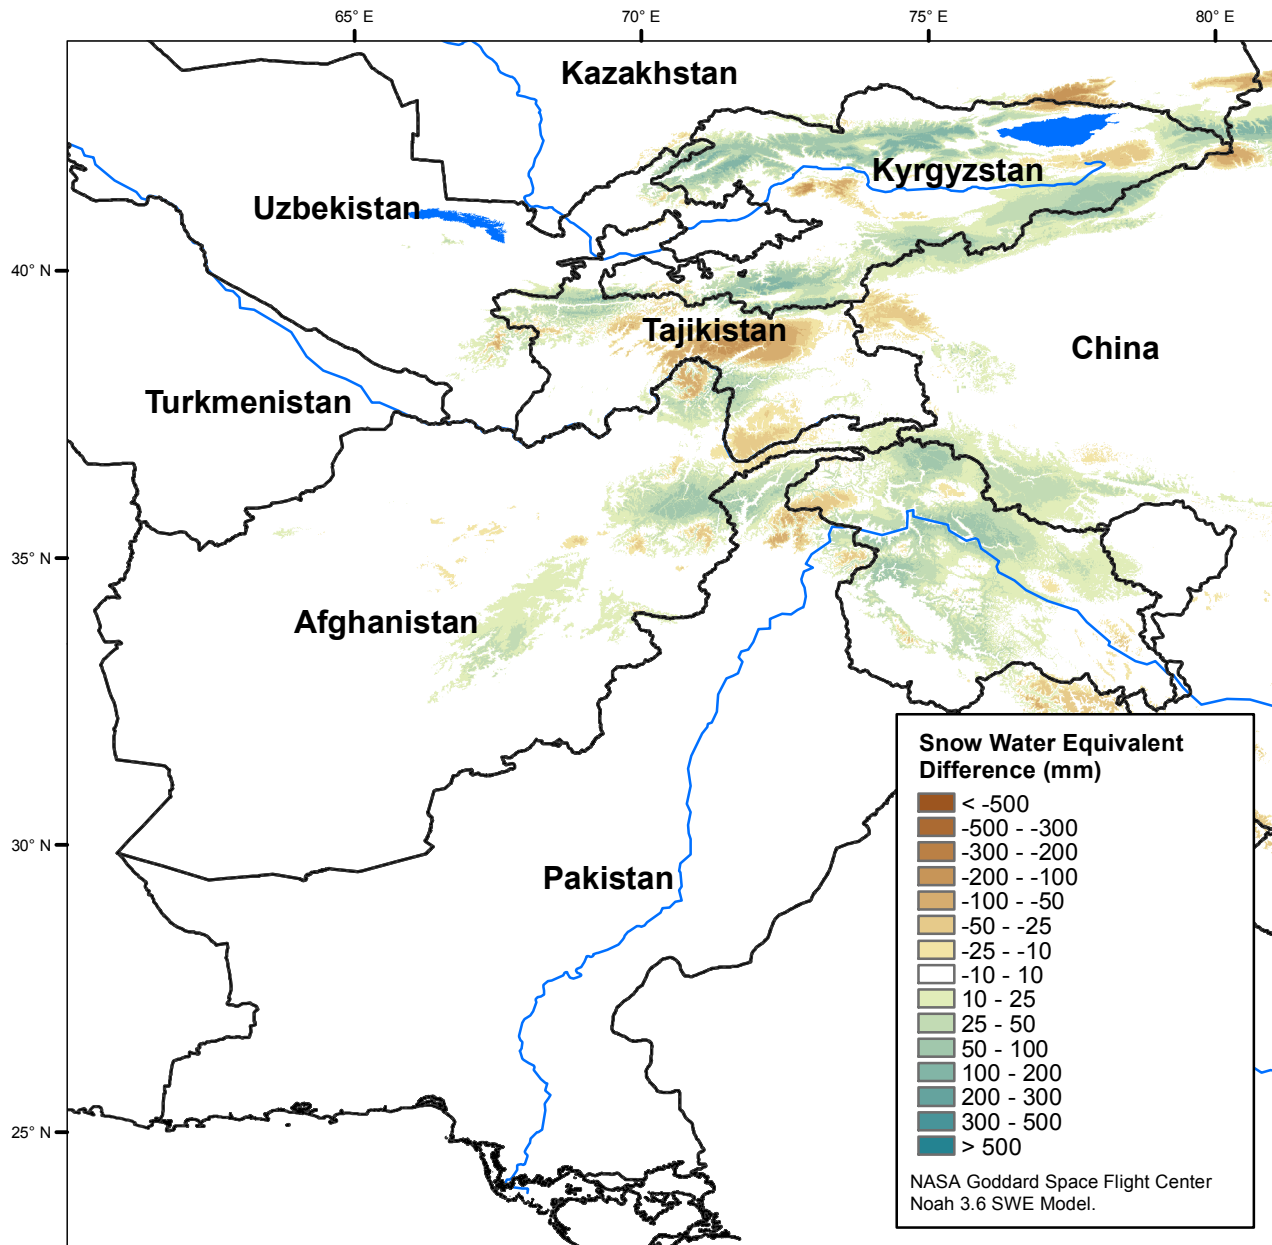 65° E 70° E 75° E 80° E
Kazakhstan
Kyrgyzstan
Uzbekistan
40° N
Tajikistan
China
Turkmenistan
35° N
Afghanistan
Snow Water Equivalent
Difference (mm)
< -500
-500 - -300
-300 - -200
-200 - -100
-100 - -50
-50 - -25
-25 - -10
-10 - 10
10 - 25
25 - 50
50 - 100
100 - 200
200 - 300
300 - 500
> 500
NASA Goddard Space Flight Center
Noah 3.6 SWE Model.
30° N
Pakistan
25° N